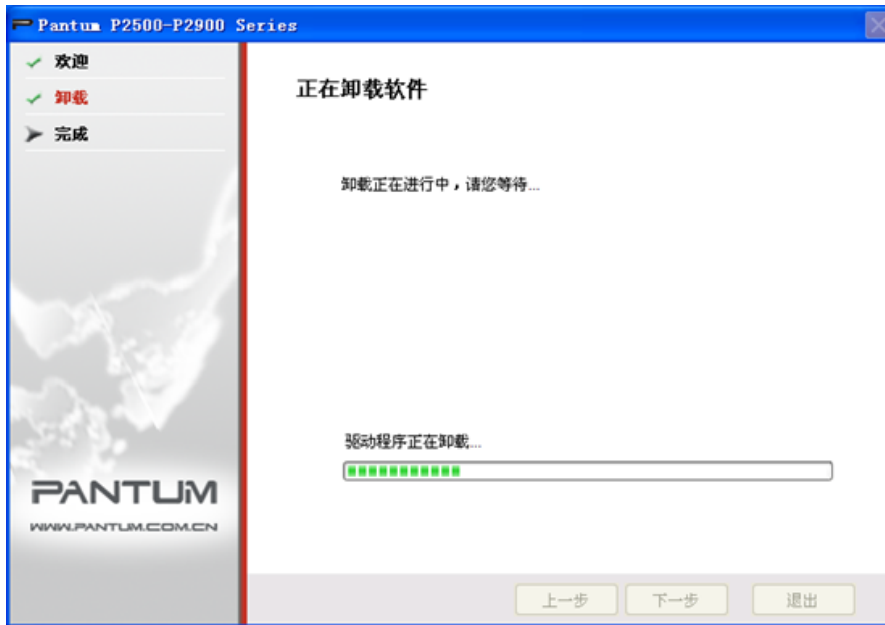 Pantum P2500-P2900 Series
欢迎
卸载
完成
PANTUM
WWW.PANTUM.COM.CN
正在卸载软件
卸载正在进行中，请您等待...
驱动程序正在卸载...
上一步
下一步
退出